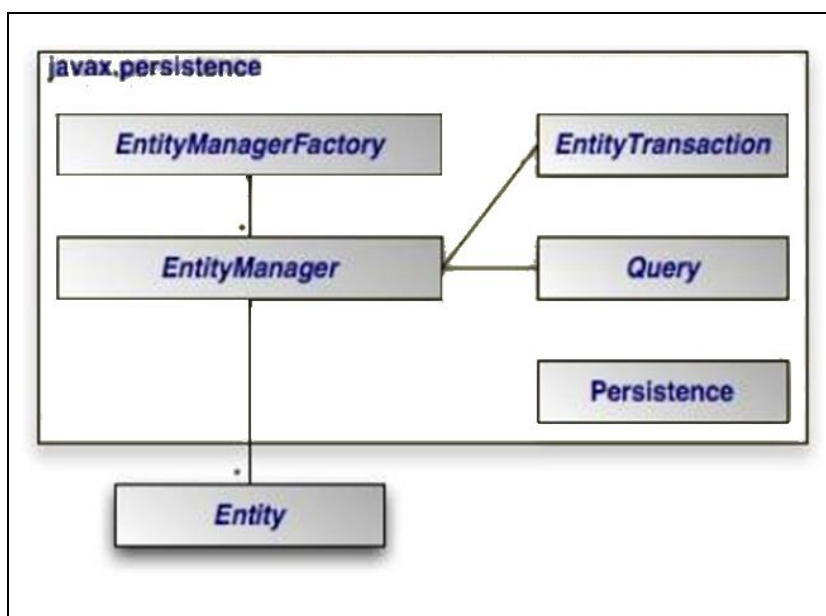 javax.persistence
EntityManagerFactory
EntityTransaction
*
EntityManager
Query
Persistence
*
Entity